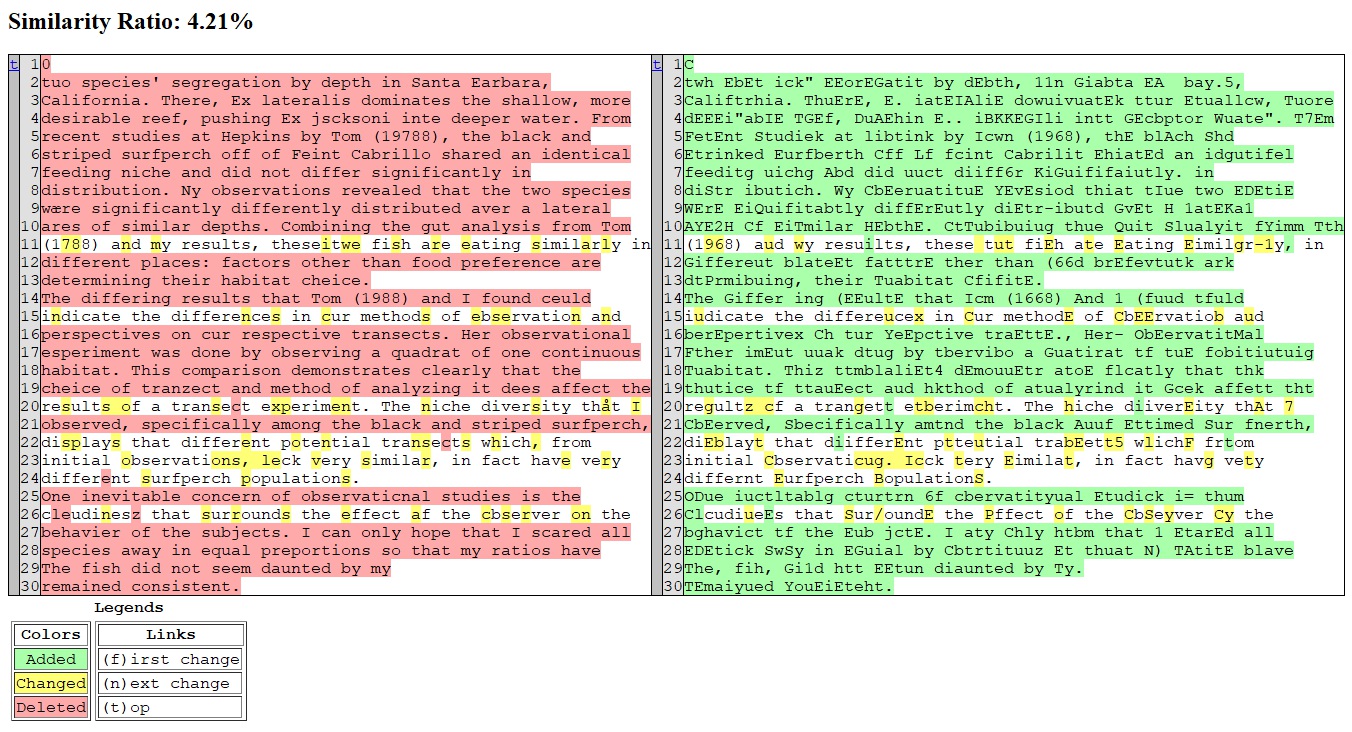 Similarity Ratio: 4.21%
t 1 0 t 1 C
2 tuo species' segregation by depth in Santa Earbara, 2 twh EbEt ick" EEorEGatit by dEbth, 11n Giabta EA bay.5,
3 California. There, Ex lateralis dominates the shallow, more 3 Califtrhia. ThuErE, E. iatEIAliE dowuivuatEk ttur Etuallcw, Tuore
4 desirable reef, pushing Ex jscksoni inte deeper water. From 4 dEEEi"abIE TGEf, DuAEhin E.. iBKKEGIli intt GEcbptor Wuate". T7Em
5 recent studies at Hepkins by Tom (19788), the black and 5 FetEnt Studiek at libtink by Icwn (1968), thE blAch Shd
6 striped surfperch off of Feint Cabrillo shared an identical 6 Etrinked Eurfberth Cff Lf fcint Cabrilit EhiatEd an idgutifel
7 feeding niche and did not differ significantly in 7 feeditg uichg Abd did uuct diiff6r KiGuififaiutly. in
8 distribution. Ny observations revealed that the two species 8 diStr ibutich. Wy CbEeruatituE YEvEsiod thiat tIue two EDEtiE
9 wære significantly differently distributed aver a lateral 9 WErE EiQuifitabtly diffErEutly diEtr-ibutd GvEt H 1atEKa1
10 ares of similar depths. Combining the gut analysis from Tom 10 AYE2H Cf EiTmilar HEbthE. CtTubibuiug thue Quit Slualyit fYimm Tth
11 (1788) and my results, theseitwe fish are eating similarly in 11 (1968) aud wy resuilts, these tut fiEh ate Eating Eimilgr-1y, in
12 different places: factors other than food preference are 12 Giffereut blateEt fatttrE ther than (66d brEfevtutk ark
13 determining their habitat choice. 13 dtPrmibuing, their Tuabitat CfifitE.
14 The differing results that Tom (1988) and I found ceuld 14 The Giffer ing (EEultE that Icm (1668) And 1 (fuud tfuld
15 indicate the differences in cur methods of ebservation and 15 iudicate the differeucex in Cur methodE of CbEErvatiob aud
16 perspectives on cur respective transects. Her observational 16 berEpertivex Ch tur YeEpctive traEttE., Her- ObEervatitMal
17 esperiment was done by observing a quadrat of one continuous 17 Fther imEut uuak dtug by tbervibo a Guatirat tf tuE fobitiutuig
18 habitat. This comparison demonstrates clearly that the 18 Tuabitat. Thiz ttmblaliEt4 dEmouuEtr atoE flcatly that thk
19 choice of tranzect and method of analyzing it dees affect the 19 thutice tf ttauEect aud hkthod of atualyrind it Gcek affett tht
20 results of a transect experiment. The niche diversity thåt I 20 regultz cf a trangett etberimcht. The hiche diiverEity thAt 7
21 observed, specifically among the black and striped surfperch, 21 CbEerved, Sbecifically amtnd the black Auuf Ettimed Sur fnerth,
22 displays that different potential transects which, from 22 diEblayt that diifferEnt ptteutial trabEett5 wlichF frtom
23 initial observations, leck very similar, in fact have very 23 initial Cbservaticug. Icck tery Eimilat, in fact havg vety
24 different surfperch populations. 24 differnt Eurfperch BopulationS.
25 One inevitable concern of observaticnal studies is the 25 ODue iuctltablg cturtrn 6f cbervatityual Etudick i= thum
26 cleudinesz that surrounds the effect af the cbserver on the 26 ClcudiueEs that Sur/oundE the Pffect of the CbSeyver Cy the
27 behavior of the subjects. I can only hope that I scared all 27 bghavict tf the Eub jctE. I aty Chly htbm that 1 EtarEd all
28 species away in equal preportions so that my ratios have 28 EDEtick SwSy in EGuial by Cbtrtituuz Et thuat N) TAtitE blave
29 The fish did not seem daunted by my 29 The, fih, Gi1d htt EEtun diaunted by Ty.
30 remained consistent. 30 TEmaiyued YouEiEteht.
Legends
Colors Links
Added (f)irst change
Changed (n)ext change
Deleted (t)op